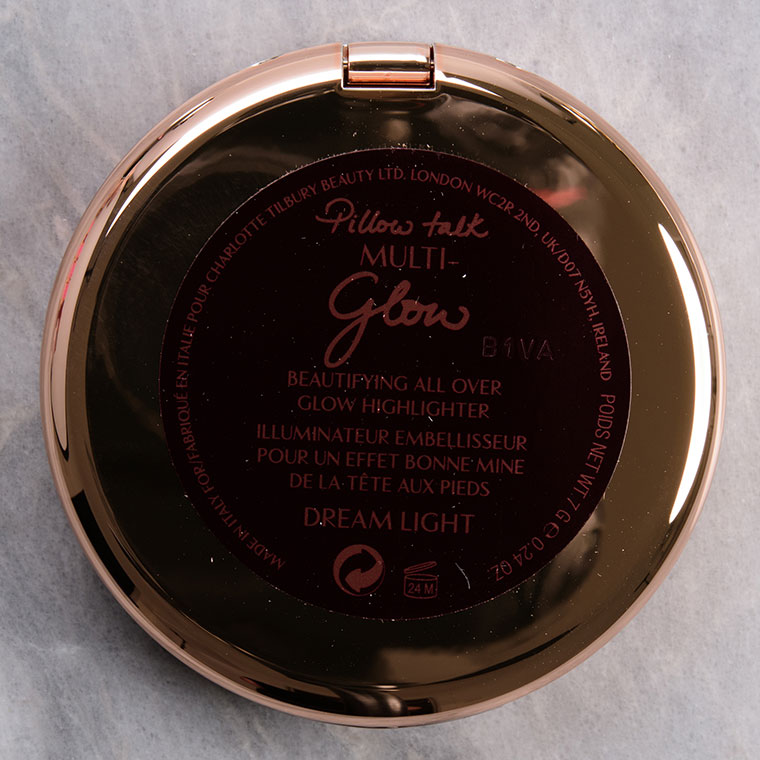 MADE IN ITALY FOR/FABRIQUÉ EN ITALIE POUR CHARLOTTE TILBURY BEAUTY LTD. LONDON WC2R 2ND, UK/D07 N5YH, IRELAND POIDS NET WT 7 G ℮ 0.24 OZ
Pillow talk
MULTI-
Glow
B1VA
BEAUTIFYING ALL OVER
GLOW HIGHLIGHTER
ILLUMINATEUR EMBELLISSEUR
POUR UN EFFET BONNE MINE
DE LA TÊTE AUX PIEDS
DREAM LIGHT
24 M